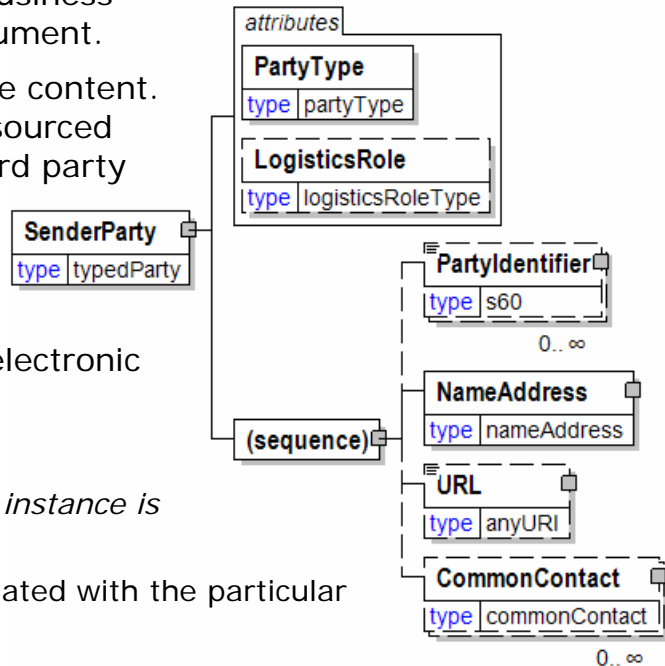 usiness
ument.
e content.
sourced
rd party
electronic
instance is
ated with the particular
attributes
PartyType
type partyType
LogisticsRole
type logisticsRoleType
SenderParty
type typedParty
PartyIdentifier
type s60
0.. ∞
(sequence)
NameAddress
type nameAddress
URL
type anyURI
CommonContact
type commonContact
0.. ∞